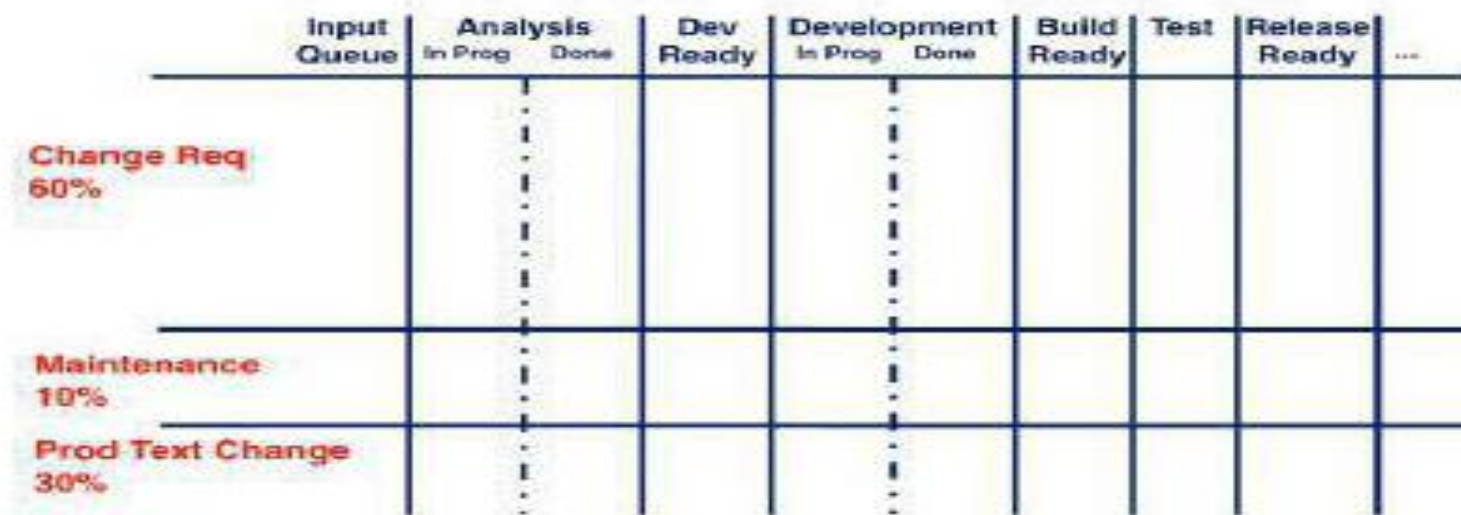 Input Analysis Dev Development Build Test Release
Queue In Prog Done Ready In Prog Done Ready Ready ...
Change Req
60%
Maintenance
10%
Prod Text Change
30%